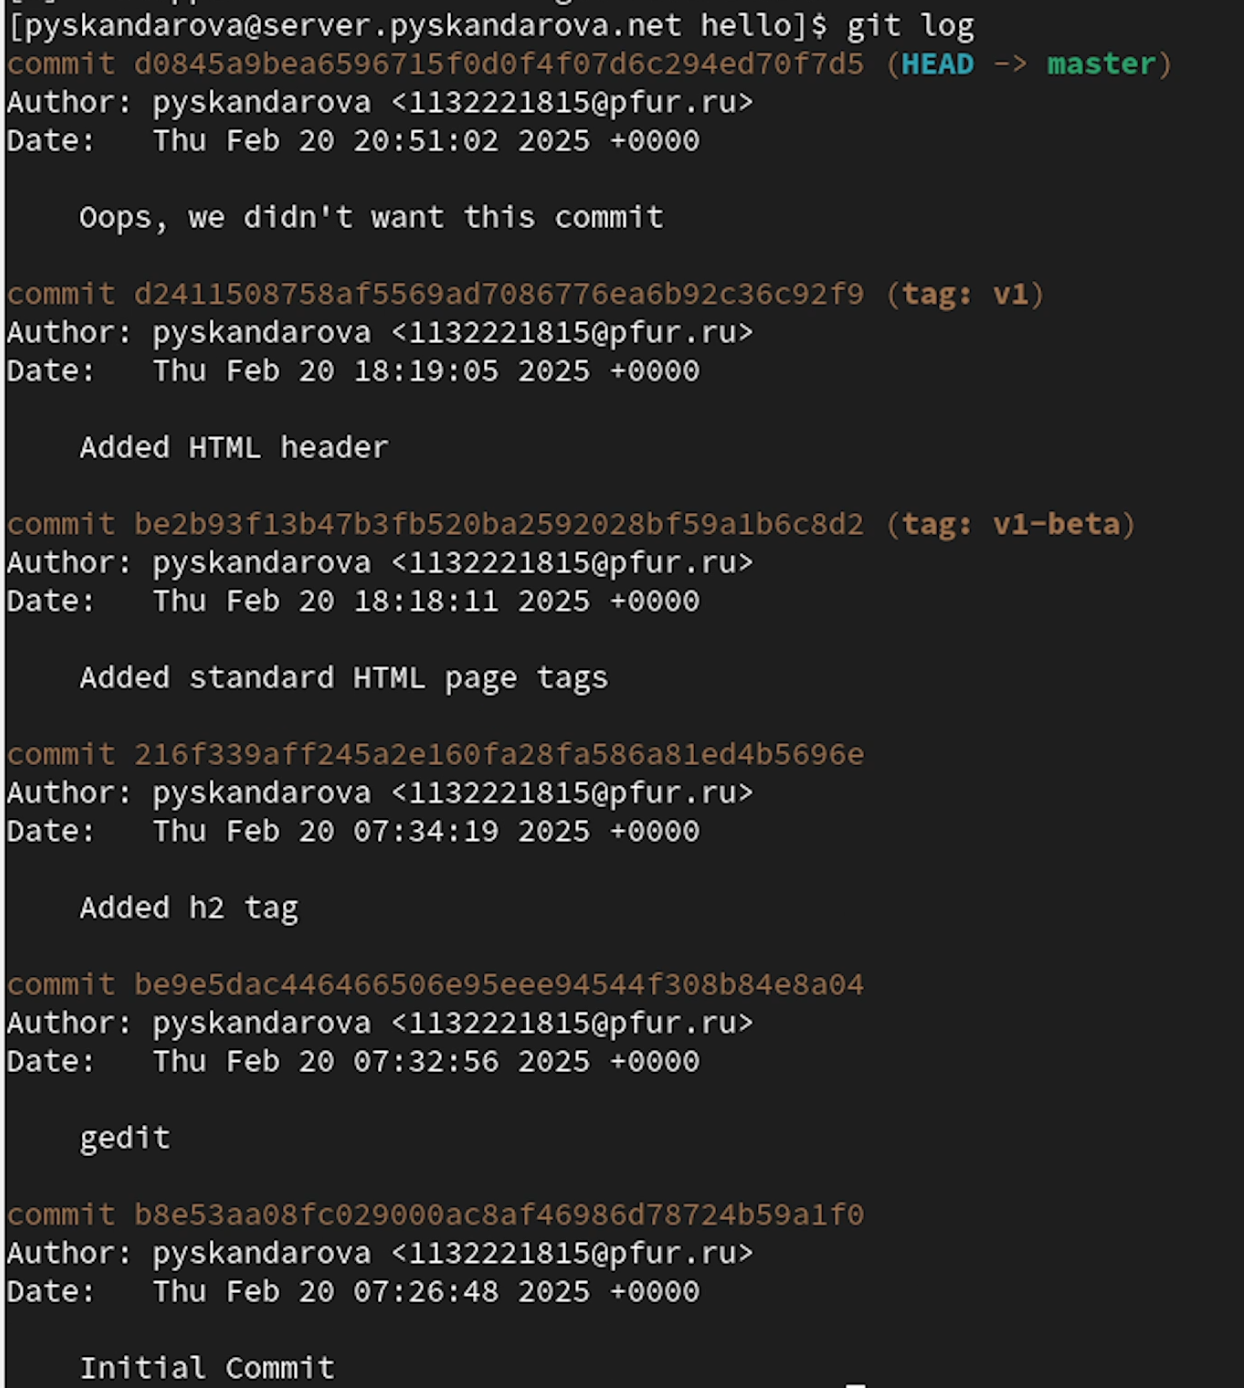 [pyskandarova@server.pyskandarova.net hello]$ git log
commit d0845a9bea6596715f0d0f4f07d6c294ed70f7d5 (HEAD -> master)
Author: pyskandarova <1132221815@pfur.ru>
Date:   Thu Feb 20 20:51:02 2025 +0000

    Oops, we didn't want this commit

commit d2411508758af5569ad7086776ea6b92c36c92f9 (tag: v1)
Author: pyskandarova <1132221815@pfur.ru>
Date:   Thu Feb 20 18:19:05 2025 +0000

    Added HTML header

commit be2b93f13b47b3fb520ba2592028bf59a1b6c8d2 (tag: v1-beta)
Author: pyskandarova <1132221815@pfur.ru>
Date:   Thu Feb 20 18:18:11 2025 +0000

    Added standard HTML page tags

commit 216f339aff245a2e160fa28fa586a81ed4b5696e
Author: pyskandarova <1132221815@pfur.ru>
Date:   Thu Feb 20 07:34:19 2025 +0000

    Added h2 tag

commit be9e5dac446466506e95eee94544f308b84e8a04
Author: pyskandarova <1132221815@pfur.ru>
Date:   Thu Feb 20 07:32:56 2025 +0000

    gedit

commit b8e53aa08fc029000ac8af46986d78724b59a1f0
Author: pyskandarova <1132221815@pfur.ru>
Date:   Thu Feb 20 07:26:48 2025 +0000

    Initial Commit